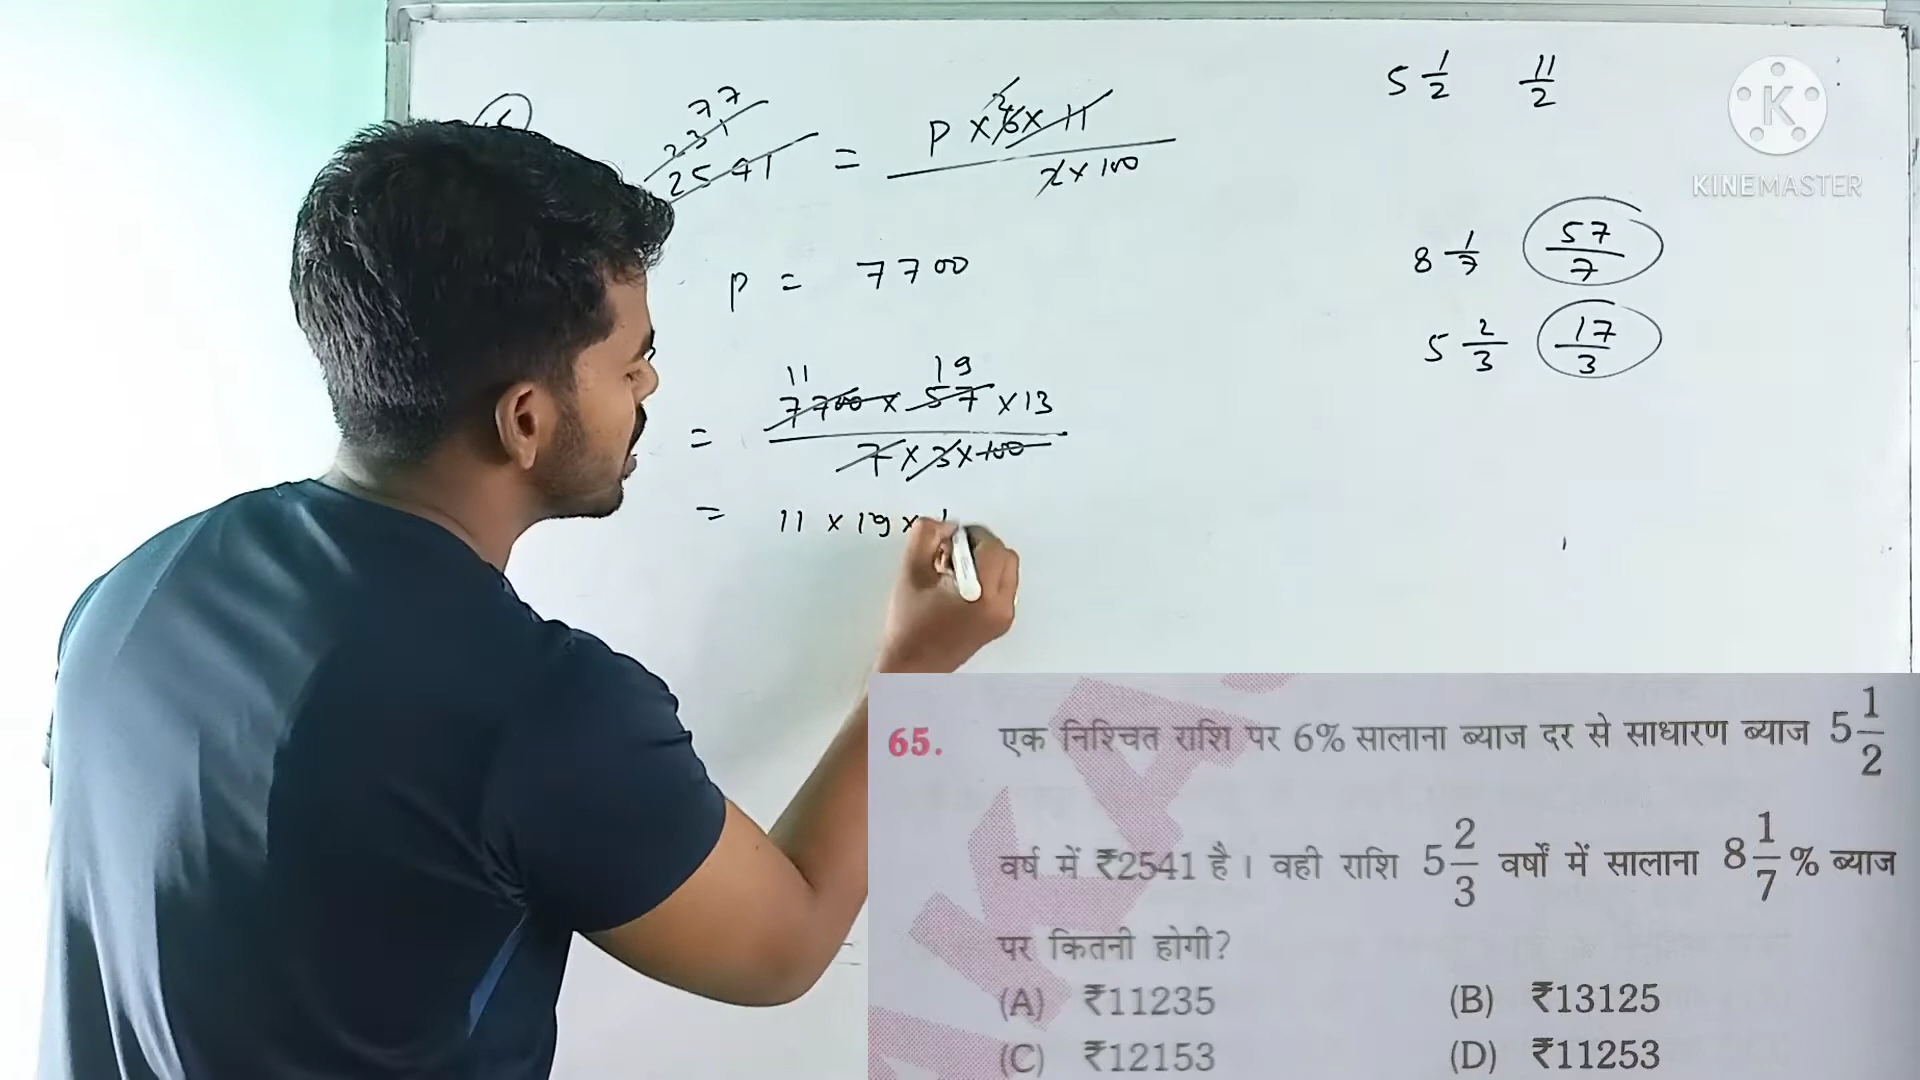 5 1/2 11/2
KINEMASTER
77
231
2541 = P × 6 × 11 / 2 × 100
8 1/7 57/7
P = 7700
5 2/3 17/3
11 19
= 7700 × 57 × 13 / 7 × 3 × 100
= 11 × 19 × 1
65. एक निश्चित राशि पर 6% सालाना ब्याज दर से साधारण ब्याज 5 1/2
वर्ष में ₹2541 है। वही राशि 5 2/3 वर्षों में सालाना 8 1/7 % ब्याज
पर कितनी होगी?
(A) ₹11235 (B) ₹13125
(C) ₹12153 (D) ₹11253